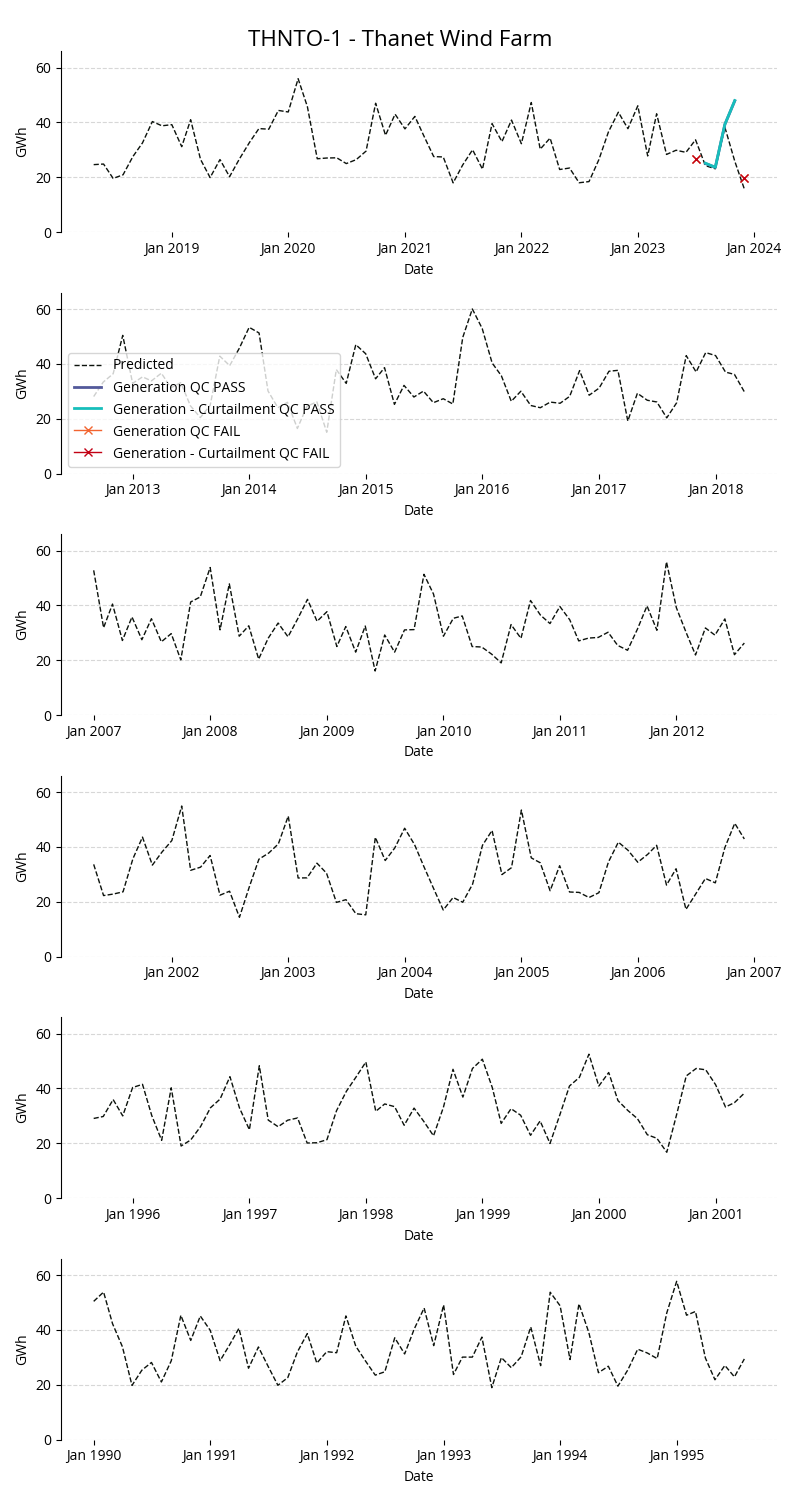 THNTO-1 - Thanet Wind Farm
60
40
20
0
GWh
Jan 2019 Jan 2020 Jan 2021 Jan 2022 Jan 2023 Jan 2024
Date
60
40
20
0
GWh
Predicted
Generation QC PASS
Generation - Curtailment QC PASS
Generation QC FAIL
Generation - Curtailment QC FAIL
Jan 2013 Jan 2014 Jan 2015 Jan 2016 Jan 2017 Jan 2018
Date
60
40
20
0
GWh
Jan 2007 Jan 2008 Jan 2009 Jan 2010 Jan 2011 Jan 2012
Date
60
40
20
0
GWh
Jan 2002 Jan 2003 Jan 2004 Jan 2005 Jan 2006 Jan 2007
Date
60
40
20
0
GWh
Jan 1996 Jan 1997 Jan 1998 Jan 1999 Jan 2000 Jan 2001
Date
60
40
20
0
GWh
Jan 1990 Jan 1991 Jan 1992 Jan 1993 Jan 1994 Jan 1995
Date